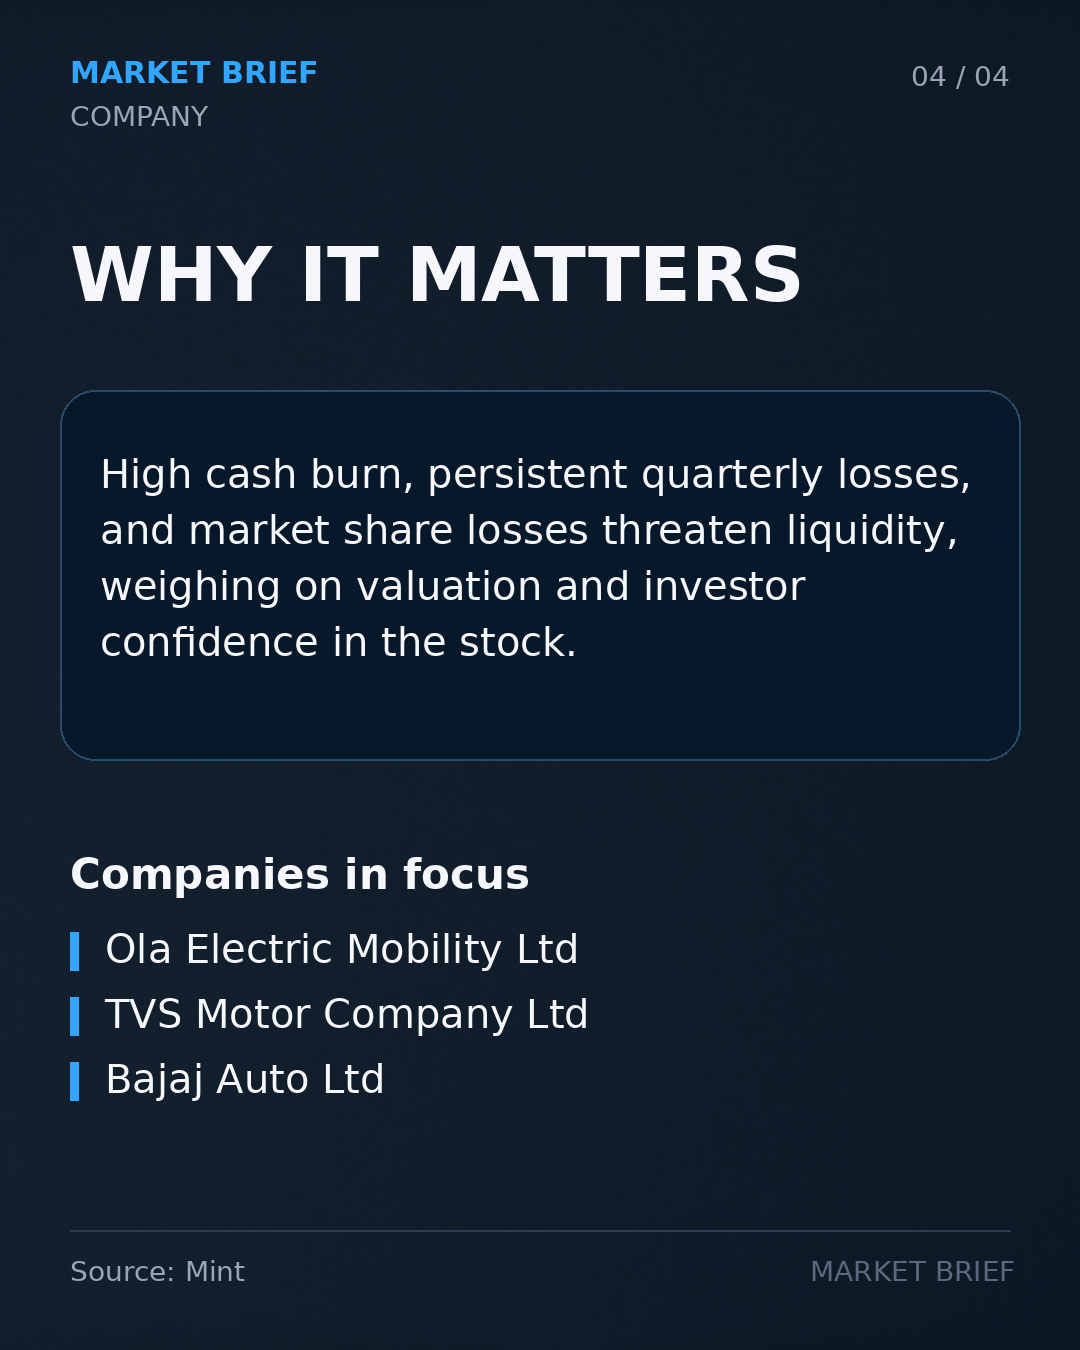 MARKET BRIEF
04 / 04
COMPANY
WHY IT MATTERS
High cash burn, persistent quarterly losses,
and market share losses threaten liquidity,
weighing on valuation and investor
confidence in the stock.
Companies in focus
Ola Electric Mobility Ltd
TVS Motor Company Ltd
Bajaj Auto Ltd
Source: Mint
MARKET BRIEF